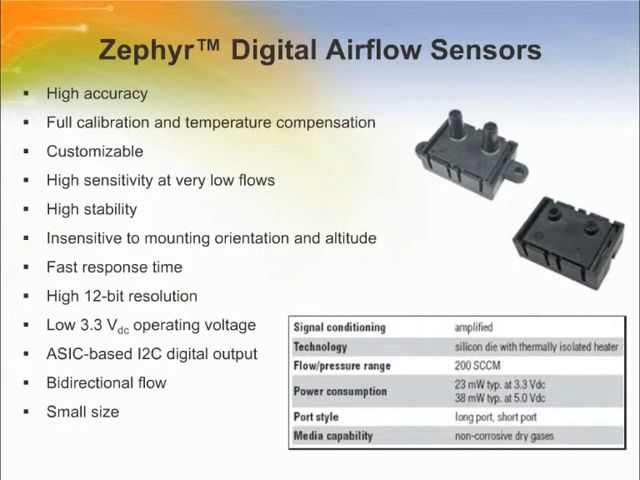 Zephyr™ Digital Airflow Sensors
▪ High accuracy
▪ Full calibration and temperature compensation
▪ Customizable
▪ High sensitivity at very low flows
▪ High stability
▪ Insensitive to mounting orientation and altitude
▪ Fast response time
▪ High 12-bit resolution
▪ Low 3.3 Vdc operating voltage
▪ ASIC-based I2C digital output
▪ Bidirectional flow
▪ Small size
Signal conditioning amplified
Technology silicon die with thermally isolated heater
Flow/pressure range 200 SCCM
Power consumption 23 mW typ. at 3.3 Vdc
38 mW typ. at 5.0 Vdc
Port style long port, short port
Media capability non-corrosive dry gases